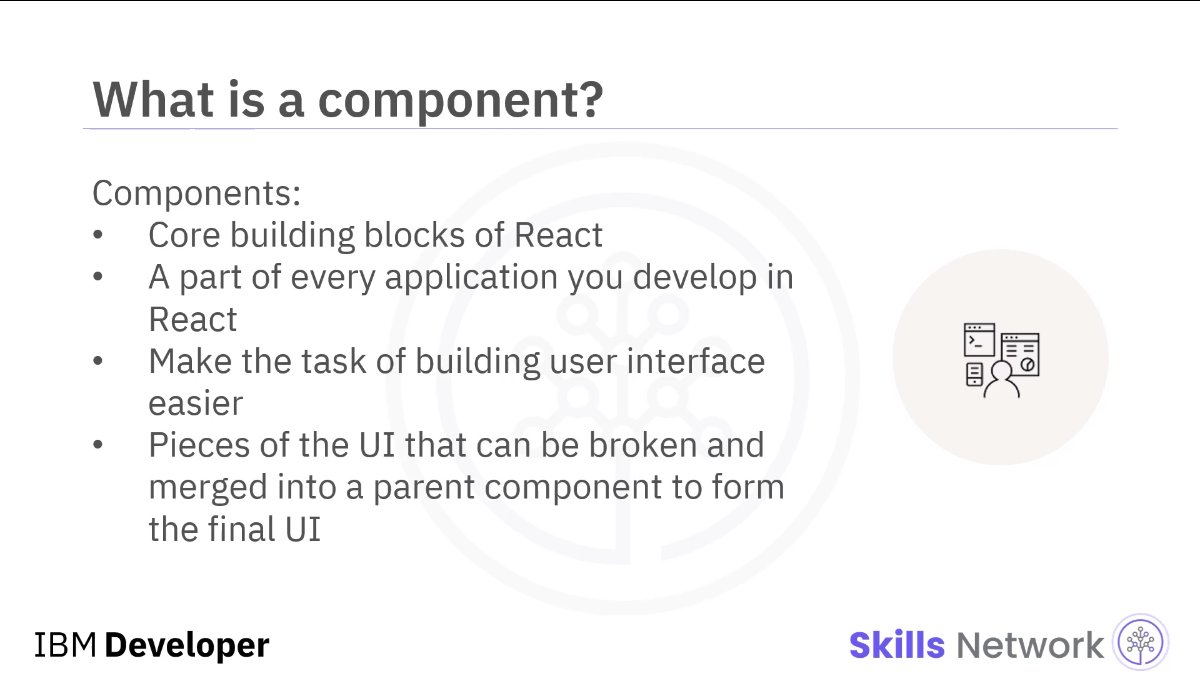 What is a component?
Components:
• Core building blocks of React
• A part of every application you develop in
React
• Make the task of building user interface
easier
• Pieces of the UI that can be broken and
merged into a parent component to form
the final UI
IBM Developer
Skills Network